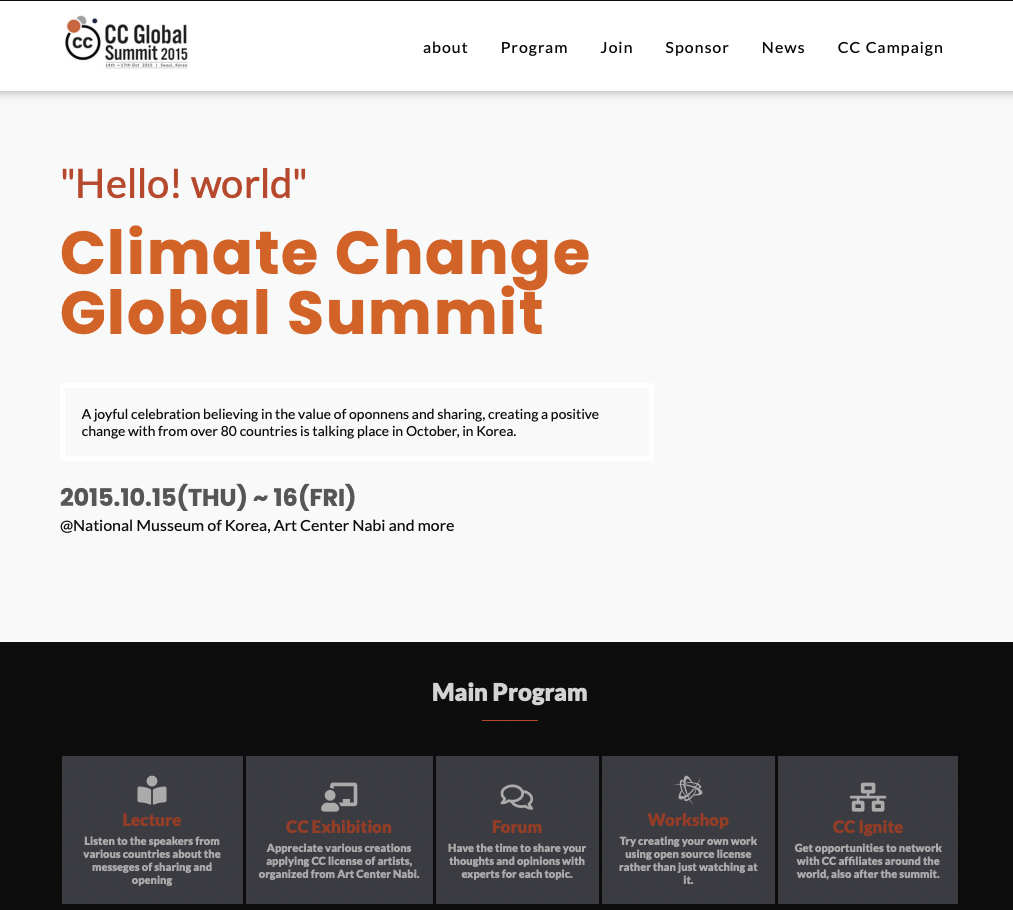 cc
CC Global
Summit 2015
14th —17th Oct 2015 | Seoul, Korea
about Program Join Sponsor News CC Campaign
"Hello! world"
Climate Change
Global Summit
A joyful celebration believing in the value of oponnens and sharing, creating a positive
change with from over 80 countries is talking place in October, in Korea.
2015.10.15(THU) ~ 16(FRI)
@National Musseum of Korea, Art Center Nabi and more
Main Program
Lecture
Listen to the speakers from
various countries about the
messeges of sharing and
opening
CC Exhibition
Appreciate various creations
applying CC license of artists,
organized from Art Center Nabi.
Forum
Have the time to share your
thoughts and opinions with
experts for each topic.
Workshop
Try creating your own work
using open source license
rather than just watching at
it.
CC Ignite
Get opportunities to network
with CC affiliates around the
world, also after the summit.